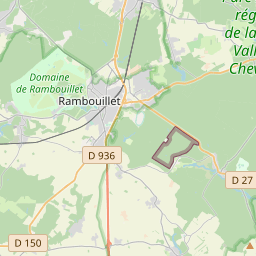 Parc
rég
de la
Vall
Chev
Domaine
de Rambouillet
Rambouillet
D 936
D 27
D 150